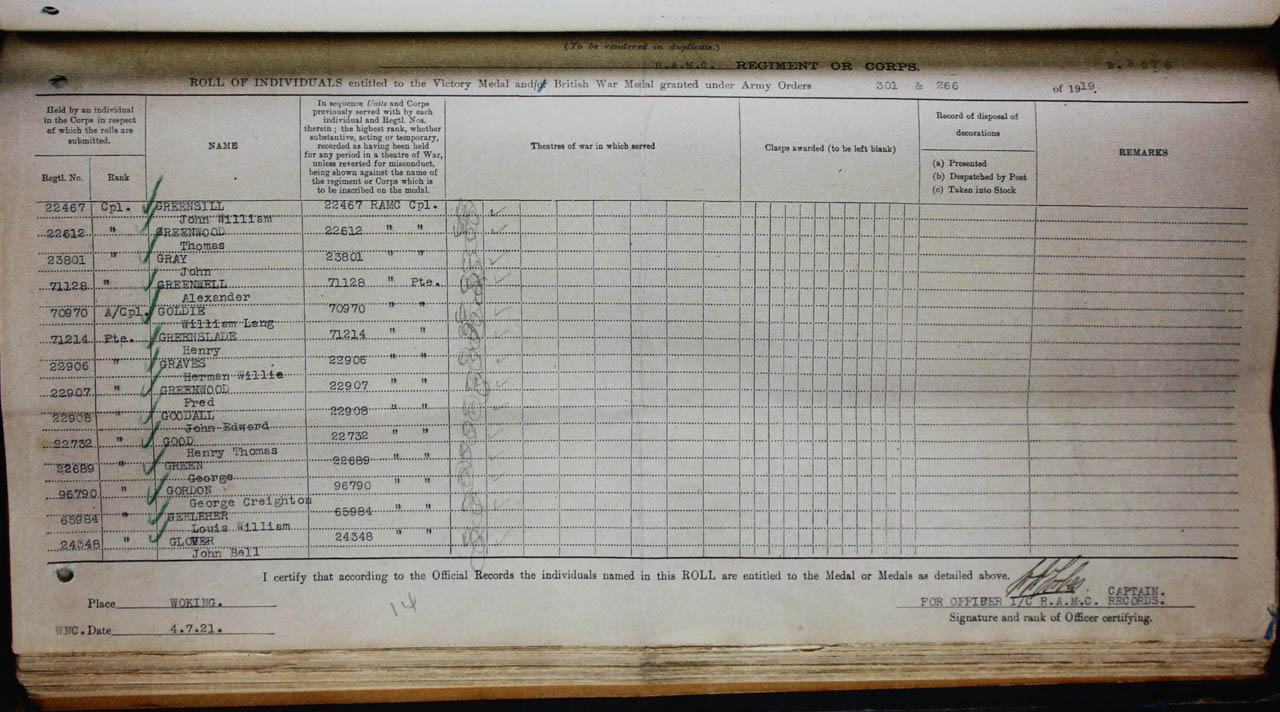 (To be rendered in duplicate.)
R.A.M.C. REGIMENT OR CORPS.
ROLL OF INDIVIDUALS entitled to the Victory Medal and/or British War Medal granted under Army Orders 301 & 266 of 1919.
Held by an individual in the Corps in respect of which the rolls are submitted.
Regtl. No.
Rank
NAME
In sequence Units and Corps previously served with by each individual and Regtl. Nos. therein ; the highest rank, whether substantive, acting or temporary, recorded as having been held for any period in a theatre of War, unless reverted for misconduct, being shown against the name of the regiment or Corps which is to be inscribed on the medal.
Theatres of war in which served
Clasps awarded (to be left blank)
Record of disposal of decorations
(a) Presented
(b) Despatched by Post
(c) Taken into Stock
REMARKS
22467 Cpl. GREENSILL 22467 RAMC Cpl.
John William
22612 " GREENWOOD 22612 " "
Thomas
23801 " GRAY 23801 " "
John
71128 " GREENWELL 71128 " Pte.
Alexander
70970 A/Cpl. GOLDIE 70970 " "
William Lang
71214 Pte. GREENSLADE 71214 " "
Henry
22906 " GRAVES 22906 " "
Herman Willie
22907 " GREENWOOD 22907 " "
Fred
22908 " GOODALL 22908 " "
John Edward
22732 " GOOD 22732 " "
Henry Thomas
22689 " GREEN 22689 " "
George
96790 " GORDON 96790 " "
George Creighton
65984 " 65984 " "
Louis William
24348 " GLOVER 24348 " "
John Bell
I certify that according to the Official Records the individuals named in this ROLL are entitled to the Medal or Medals as detailed above.
Place WOKING.
14
CAPTAIN.
FOR OFFICER I/C R.A.M.C. RECORDS.
WNC. Date 4.7.21.
Signature and rank of Officer certifying.